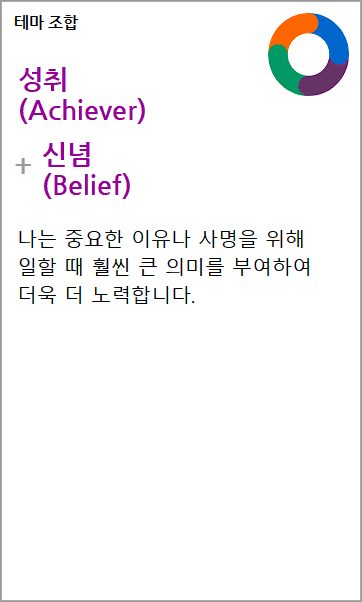 테마 조합
성취
(Achiever)
+ 신념
(Belief)
나는 중요한 이유나 사명을 위해
일할 때 훨씬 큰 의미를 부여하여
더욱 더 노력합니다.